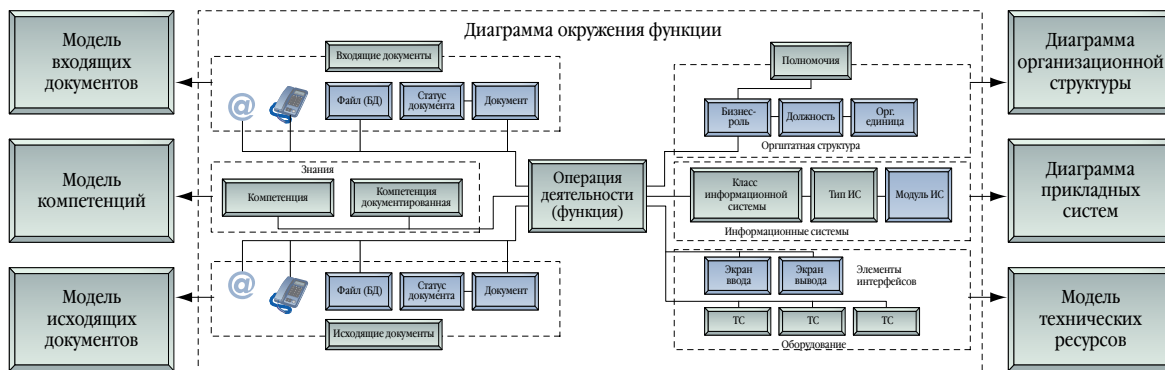 Диаграмма окружения функции
Модель
входящих
документов
Входящие документы
@
Файл (БД)
Статус
документа
Документ
Модель
компетенций
Знания
Компетенция
Компетенция
документированная
Модель
исходящих
документов
@
Файл (БД)
Статус
документа
Документ
Исходящие документы
Операция
деятельности
(функция)
Полномочия
Бизнес-
роль
Должность
Орг.
единица
Оргштатная структура
Класс
информационной
системы
Тип ИС
Модуль ИС
Информационные системы
Экран
ввода
Экран
вывода
Элементы
интерфейсов
ТС
ТС
ТС
Оборудование
Диаграмма
организационной
структуры
Диаграмма
прикладных
систем
Модель
технических
ресурсов